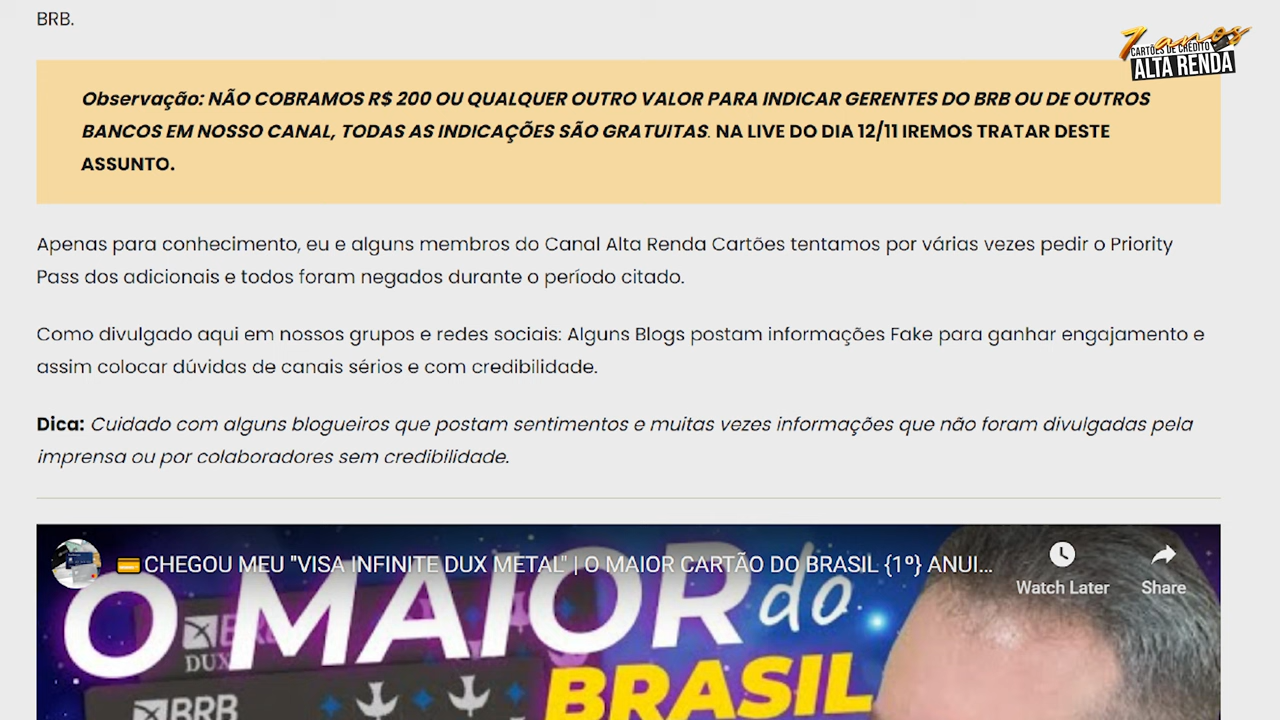 BRB.
7 anos
CARTÕES DE CRÉDITO
ALTA RENDA
Observação: NÃO COBRAMOS R$ 200 OU QUALQUER OUTRO VALOR PARA INDICAR GERENTES DO BRB OU DE OUTROS
BANCOS EM NOSSO CANAL, TODAS AS INDICAÇÕES SÃO GRATUITAS. NA LIVE DO DIA 12/11 IREMOS TRATAR DESTE
ASSUNTO.
Apenas para conhecimento, eu e alguns membros do Canal Alta Renda Cartões tentamos por várias vezes pedir o Priority
Pass dos adicionais e todos foram negados durante o período citado.
Como divulgado aqui em nossos grupos e redes sociais: Alguns Blogs postam informações Fake para ganhar engajamento e
assim colocar dúvidas de canais sérios e com credibilidade.
Dica: Cuidado com alguns blogueiros que postam sentimentos e muitas vezes informações que não foram divulgadas pela
imprensa ou por colaboradores sem credibilidade.
CHEGOU MEU "VISA INFINITE DUX METAL" | O MAIOR CARTÃO DO BRASIL {1º} ANUI...
Watch Later
Share
O MAIOR do
BRASIL
BRB
DUX
BRB